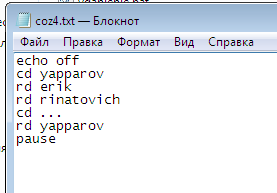 coz4.txt — Блокнот
Файл Правка Формат Вид Справка
echo off
cd yapparov
rd erik
rd rinatovich
cd ...
rd yapparov
pause